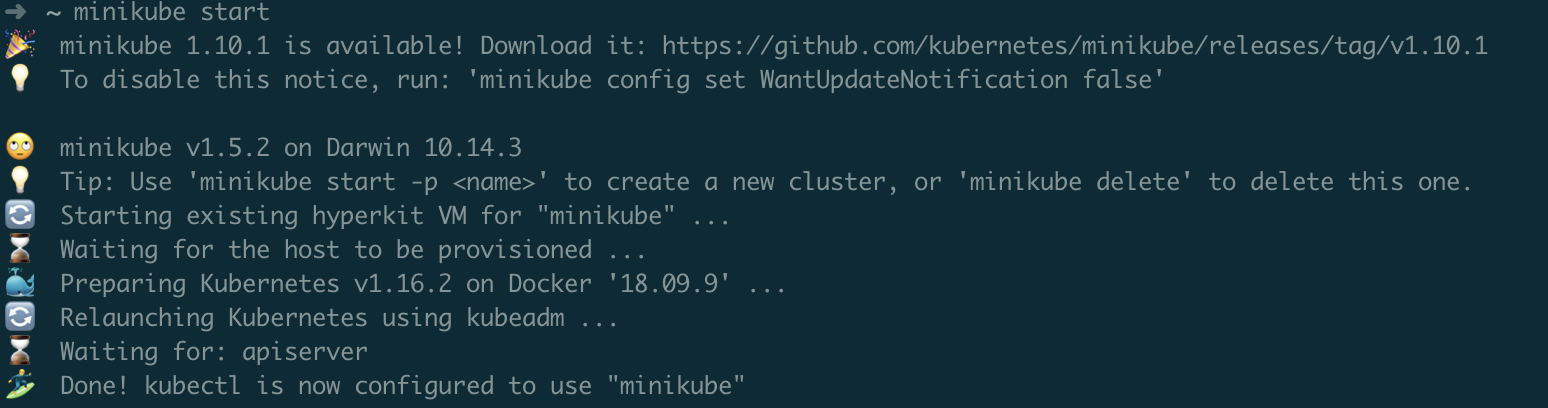 ➜ ~ minikube start
🎉 minikube 1.10.1 is available! Download it: https://github.com/kubernetes/minikube/releases/tag/v1.10.1
💡 To disable this notice, run: 'minikube config set WantUpdateNotification false'
🙄 minikube v1.5.2 on Darwin 10.14.3
💡 Tip: Use 'minikube start -p <name>' to create a new cluster, or 'minikube delete' to delete this one.
🔄 Starting existing hyperkit VM for "minikube" ...
⌛ Waiting for the host to be provisioned ...
🐳 Preparing Kubernetes v1.16.2 on Docker '18.09.9' ...
🔄 Relaunching Kubernetes using kubeadm ...
⌛ Waiting for: apiserver
🏄 Done! kubectl is now configured to use "minikube"